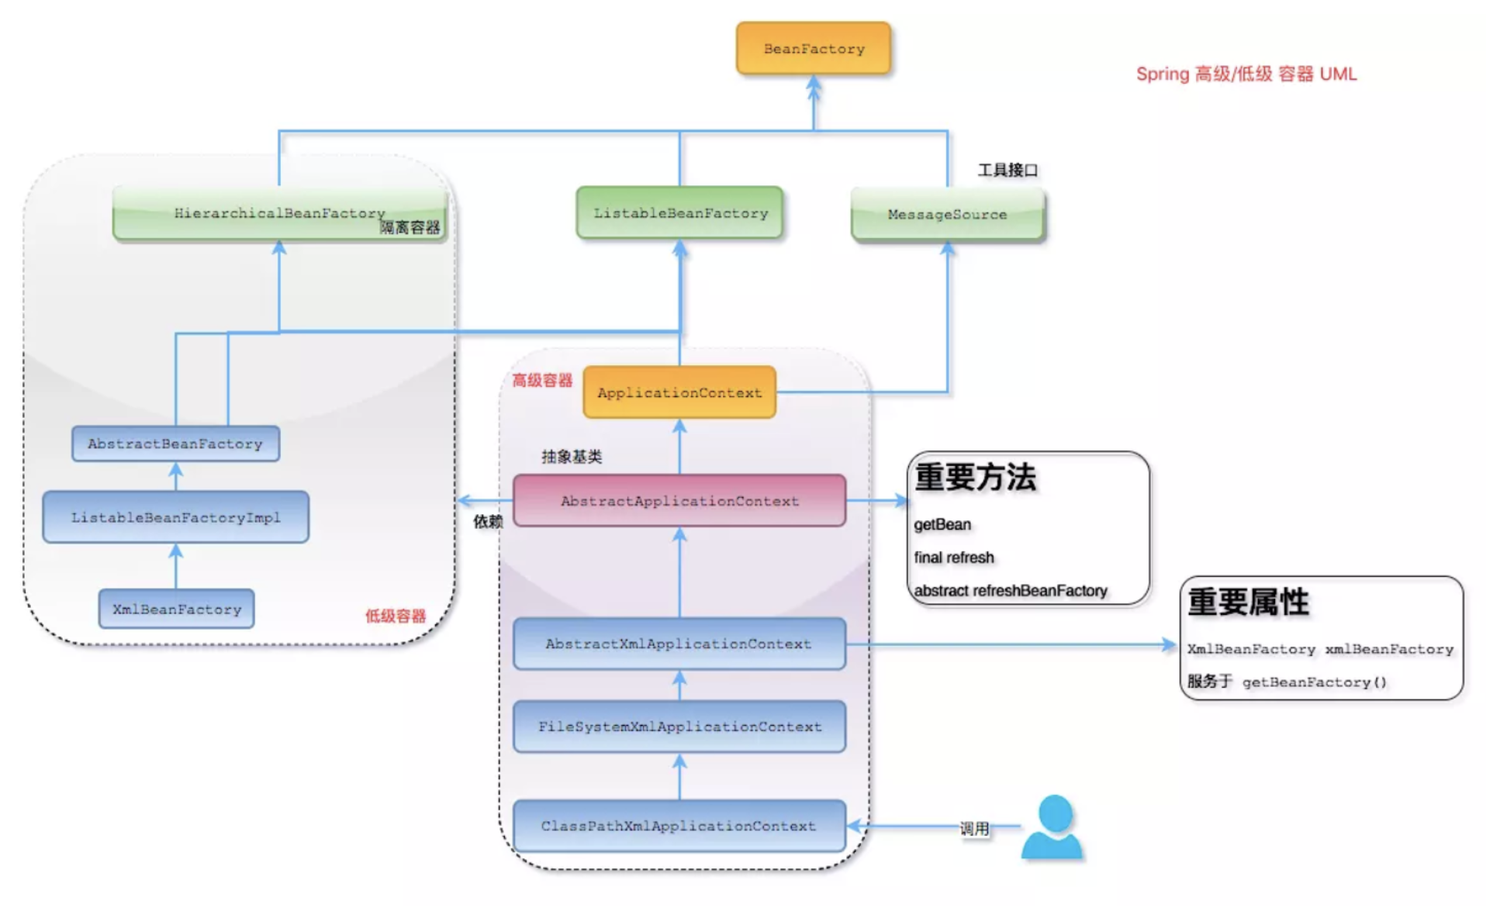 BeanFactory
Spring 高级/低级 容器 UML
工具接口
HierarchicalBeanFactory
隔离容器
ListableBeanFactory
MessageSource
高级容器
ApplicationContext
AbstractBeanFactory
抽象基类
重要方法
AbstractApplicationContext
ListableBeanFactoryImpl
依赖
getBean
final refresh
abstract refreshBeanFactory
XmlBeanFactory
低级容器
重要属性
AbstractXmlApplicationContext
XmlBeanFactory xmlBeanFactory
服务于 getBeanFactory()
FileSystemXmlApplicationContext
ClassPathXmlApplicationContext
调用